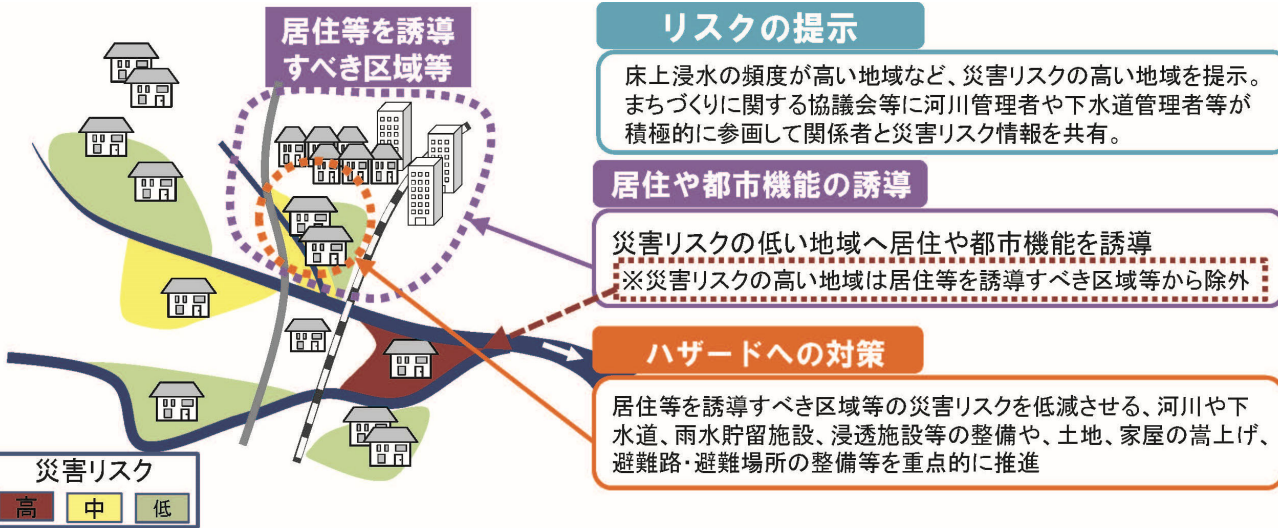 居住等を誘導
すべき区域等
リスクの提示
床上浸水の頻度が高い地域など、災害リスクの高い地域を提示。
まちづくりに関する協議会等に河川管理者や下水道管理者等が
積極的に参画して関係者と災害リスク情報を共有。
居住や都市機能の誘導
災害リスクの低い地域へ居住や都市機能を誘導
※災害リスクの高い地域は居住等を誘導すべき区域等から除外
ハザードへの対策
居住等を誘導すべき区域等の災害リスクを低減させる、河川や下
水道、雨水貯留施設、浸透施設等の整備や、土地、家屋の嵩上げ、
避難路・避難場所の整備等を重点的に推進
災害リスク
高 中 低